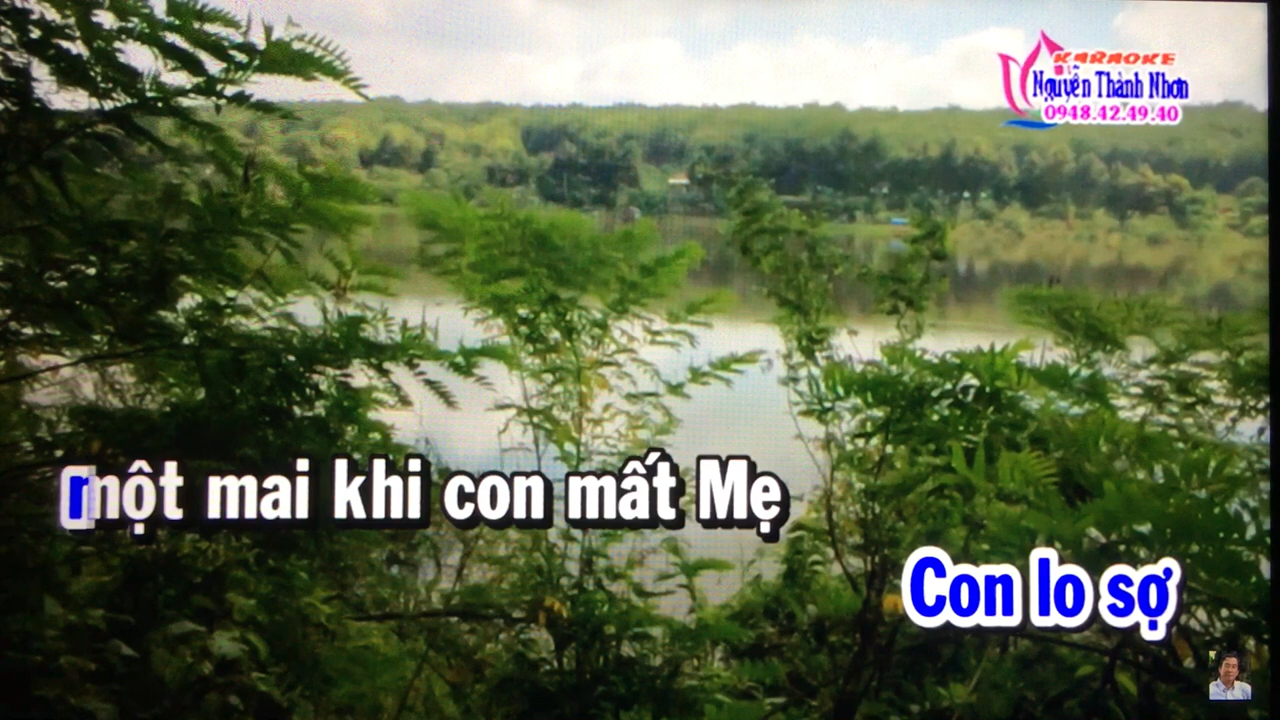 KARAOKE
Nguyễn Thành Nhơn
0948.42.49.40
một mai khi con mất Mẹ
Con lo sợ